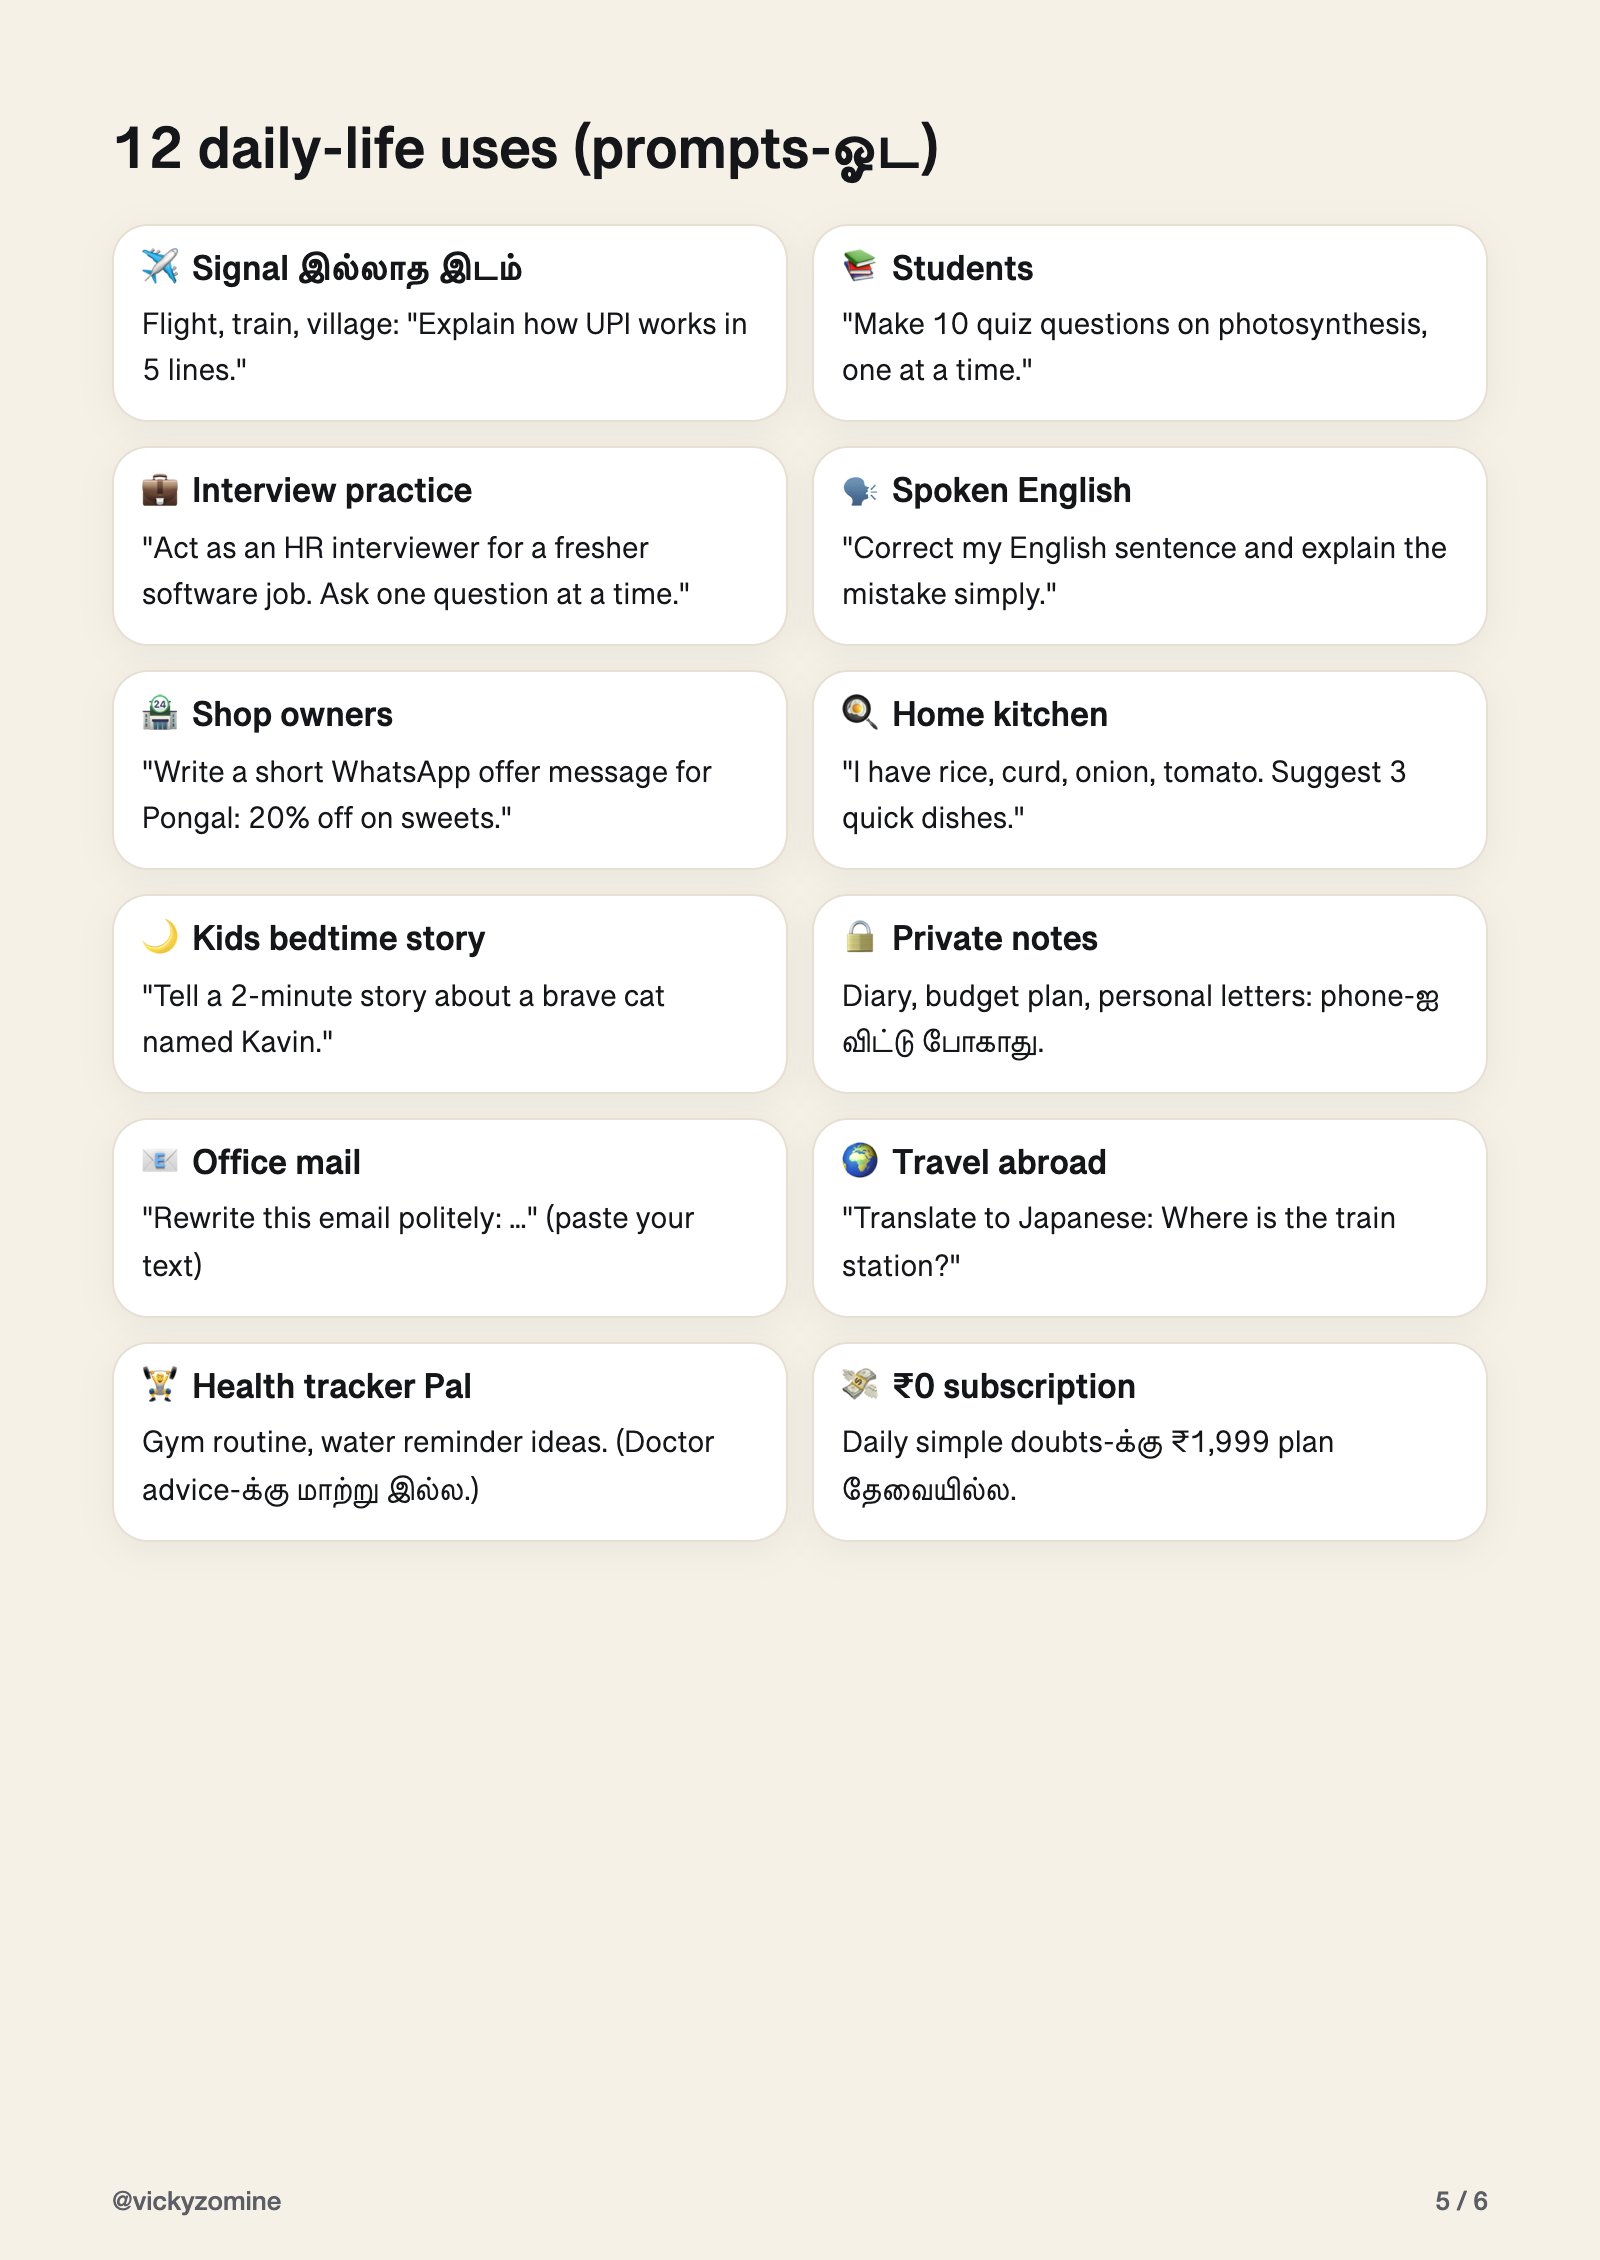 12 daily-life uses (prompts-ஓட)
✈️ Signal இல்லாத இடம்
Flight, train, village: "Explain how UPI works in
5 lines."
📚 Students
"Make 10 quiz questions on photosynthesis,
one at a time."
💼 Interview practice
"Act as an HR interviewer for a fresher
software job. Ask one question at a time."
🗣️ Spoken English
"Correct my English sentence and explain the
mistake simply."
🏪 Shop owners
"Write a short WhatsApp offer message for
Pongal: 20% off on sweets."
🍳 Home kitchen
"I have rice, curd, onion, tomato. Suggest 3
quick dishes."
🌙 Kids bedtime story
"Tell a 2-minute story about a brave cat
named Kavin."
🔒 Private notes
Diary, budget plan, personal letters: phone-ஐ
விட்டு போகாது.
📧 Office mail
"Rewrite this email politely: ..." (paste your
text)
🌍 Travel abroad
"Translate to Japanese: Where is the train
station?"
🏋️ Health tracker Pal
Gym routine, water reminder ideas. (Doctor
advice-க்கு மாற்று இல்ல.)
💸 ₹0 subscription
Daily simple doubts-க்கு ₹1,999 plan
தேவையில்ல.
@vickyzomine
5 / 6